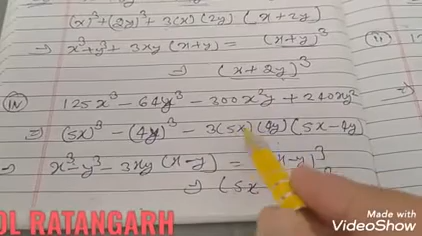 (x)³ + (2y)³ + 3(x)(2y) (x + 2y)
→ x³ + y³ + 3xy (x + y) = (x + y)³
→ (x + 2y)³
(iv) 125x³ - 64y³ - 300x²y + 240xy²
= (5x)³ - (4y)³ - 3(5x)(4y)(5x - 4y)
→ x³ - y³ - 3xy (x - y) = x - y)³
→ (5x -
OL RATANGARH
Made with
VideoShow